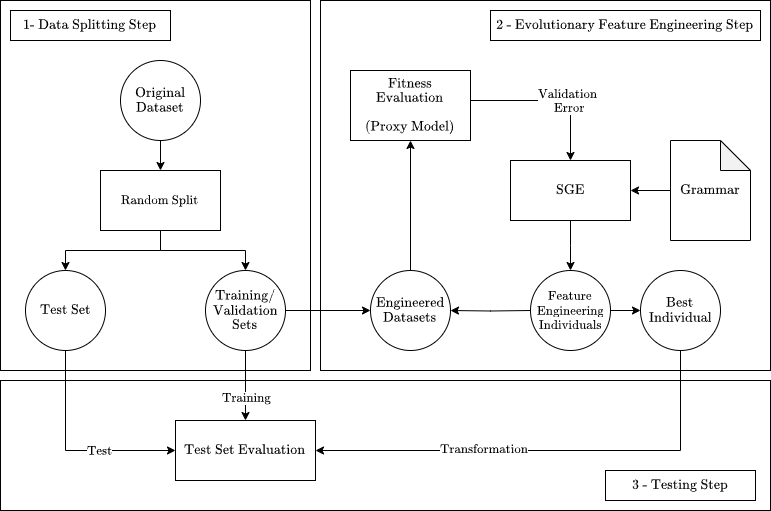 1- Data Splitting Step
Original
Dataset
Random Split
Test Set
Training/
Validation
Sets
2 - Evolutionary Feature Engineering Step
Fitness
Evaluation
(Proxy Model)
Validation
Error
SGE
Grammar
Engineered
Datasets
Feature
Engineering
Individuals
Best
Individual
Training
Test
Test Set Evaluation
Transformation
3 - Testing Step